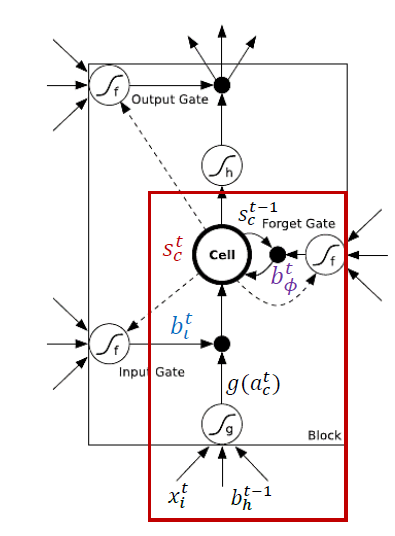 f
Output Gate
h
s_c^{t-1}
Forget Gate
s_c^t
Cell
f
b_ϕ^t
b_ι^t
f
Input Gate
g(a_c^t)
g
Block
x_i^t
b_h^{t-1}